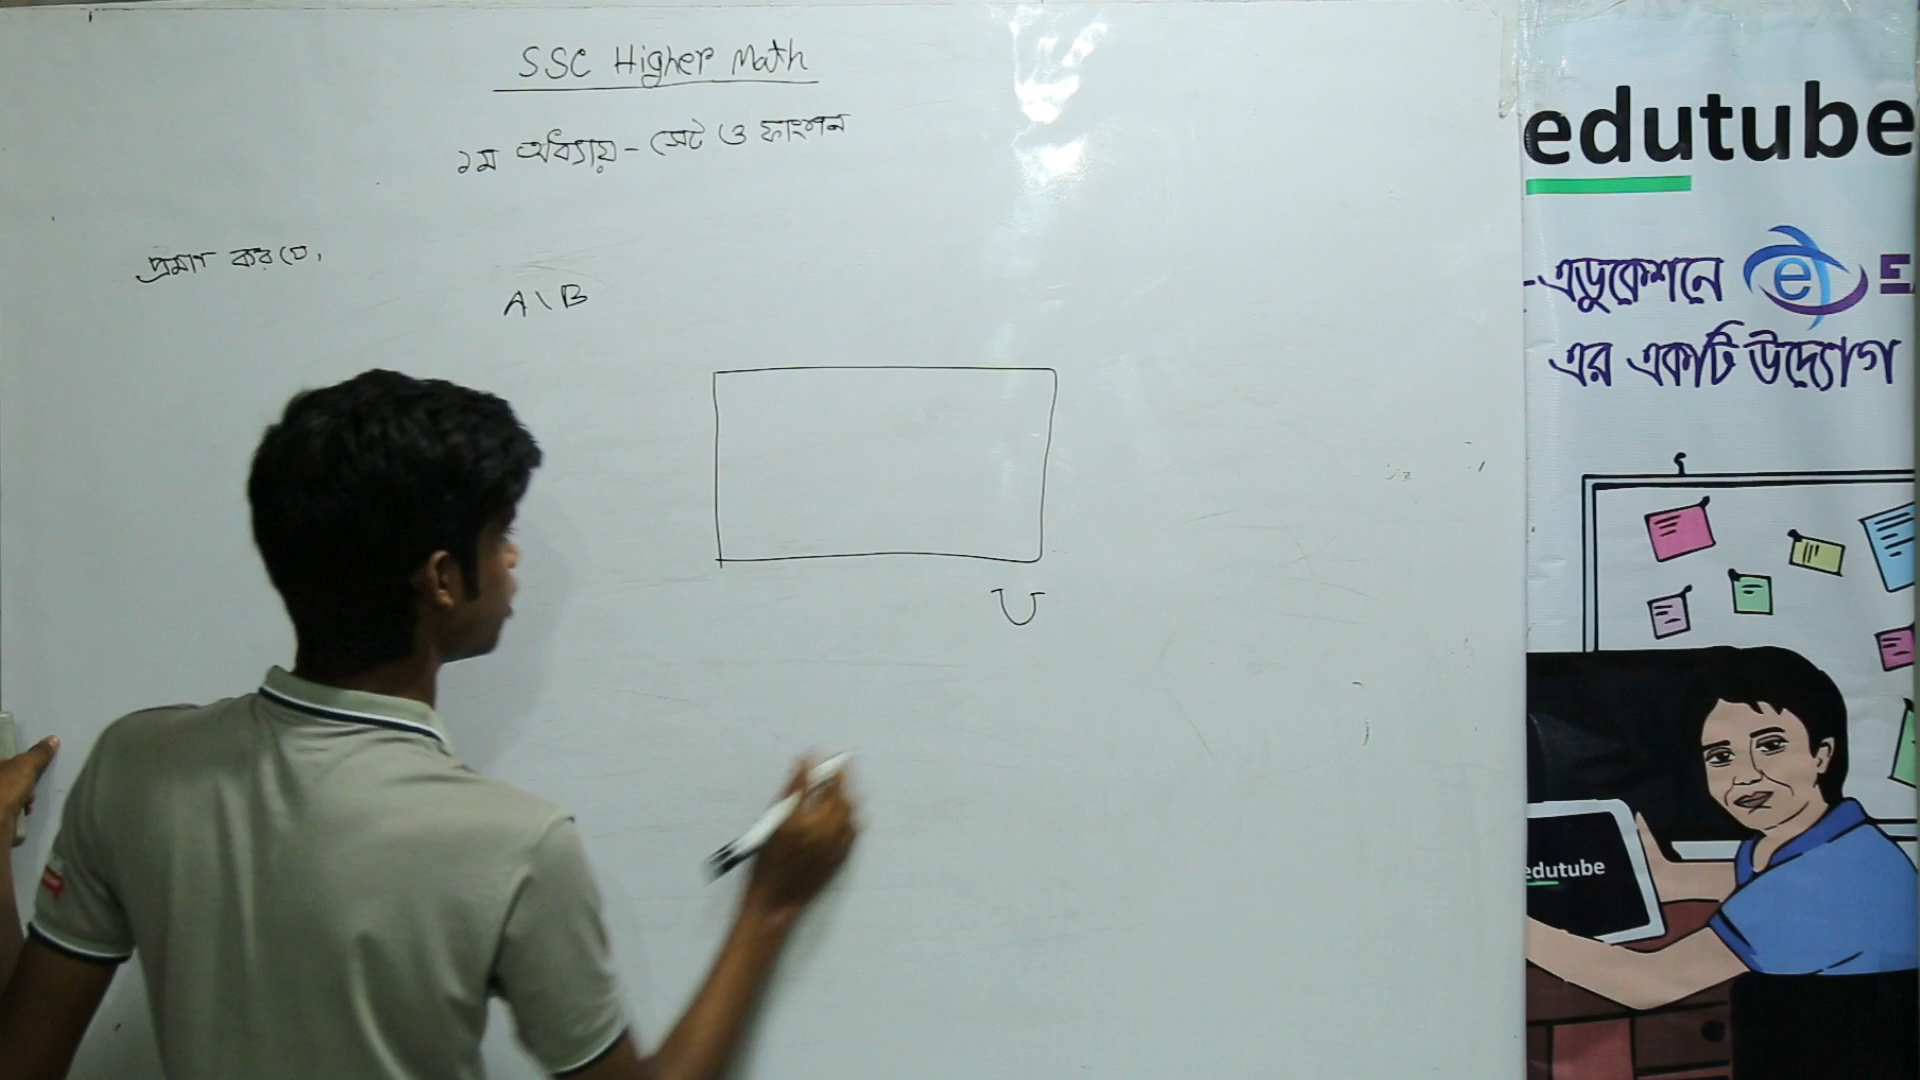 SSC Higher Math
১ম অধ্যায় - সেট ও ফাংশন
প্রমাণ কর যে,
A\B
U
edutube
-এডুকেশনে e E
এর একটি উদ্যোগ
edutube